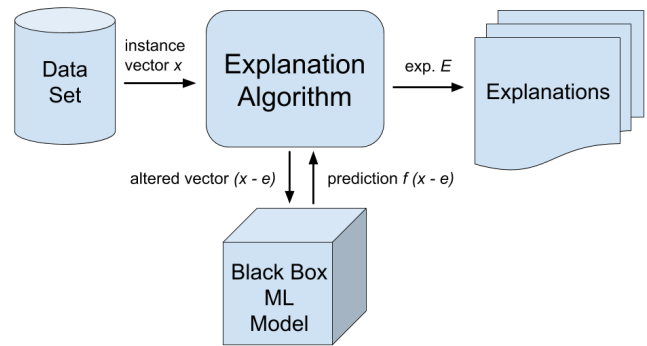 Data
Set
instance
vector x
Explanation
Algorithm
exp. E
Explanations
altered vector (x - e)
prediction f (x - e)
Black Box
ML
Model